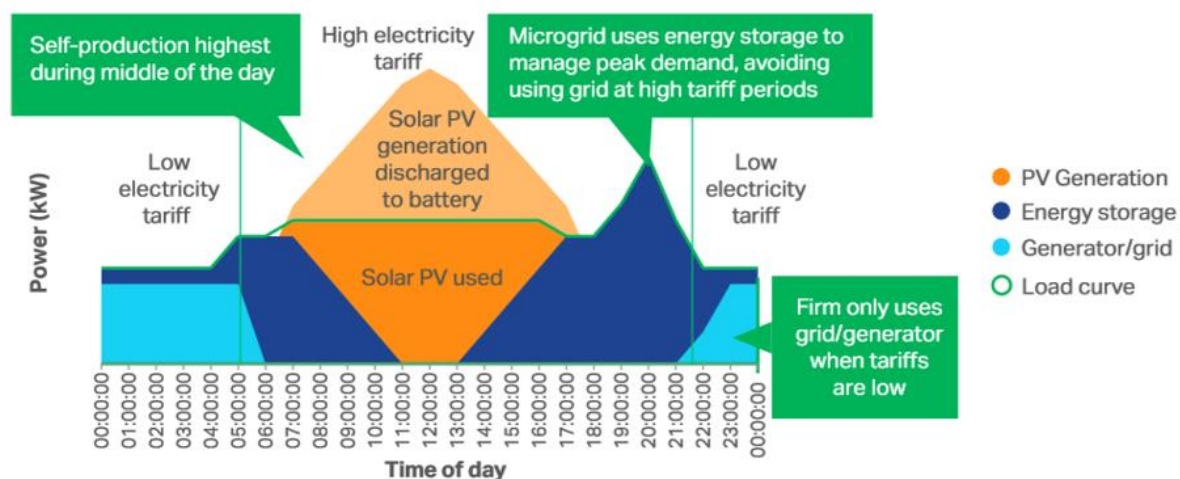 Self-production highest
during middle of the day
High electricity
tariff
Microgrid uses energy storage to
manage peak demand, avoiding
using grid at high tariff periods
Solar PV
generation
discharged
to battery
Low
electricity
tariff
Low
electricity
tariff
Solar PV used
Power (kW)
PV Generation
Energy storage
Generator/grid
Load curve
Firm only uses
grid/generator
when tariffs
are low
00:00:00
01:00:00
02:00:00
03:00:00
04:00:00
05:00:00
06:00:00
07:00:00
08:00:00
09:00:00
10:00:00
11:00:00
12:00:00
13:00:00
14:00:00
15:00:00
16:00:00
17:00:00
18:00:00
19:00:00
20:00:00
21:00:00
22:00:00
23:00:00
00:00:00
Time of day